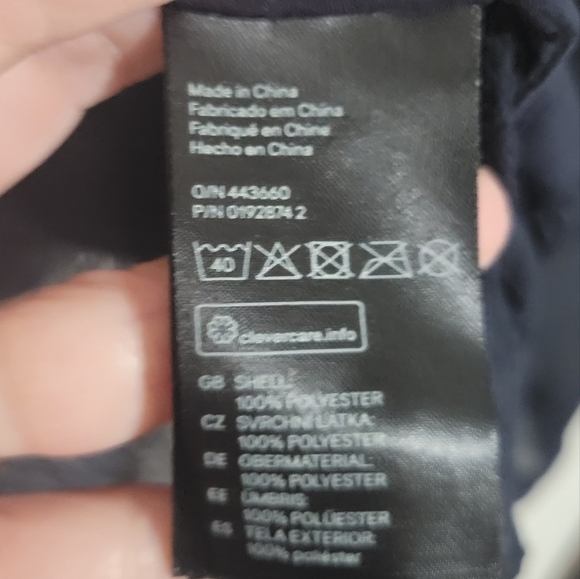 Made in China
Fabricado em China
Fabriqué en Chine
Hecho en China
O/N 443660
P/N 0192874 2
40
clevercare.info
GB SHELL:
100% POLYESTER
CZ SVRCHNÍ LÁTKA:
100% POLYESTER
DE OBERMATERIAL:
100% POLYESTER
EE ÜMBRIS:
100% POLÜESTER
ES TELA EXTERIOR:
100% poliéster